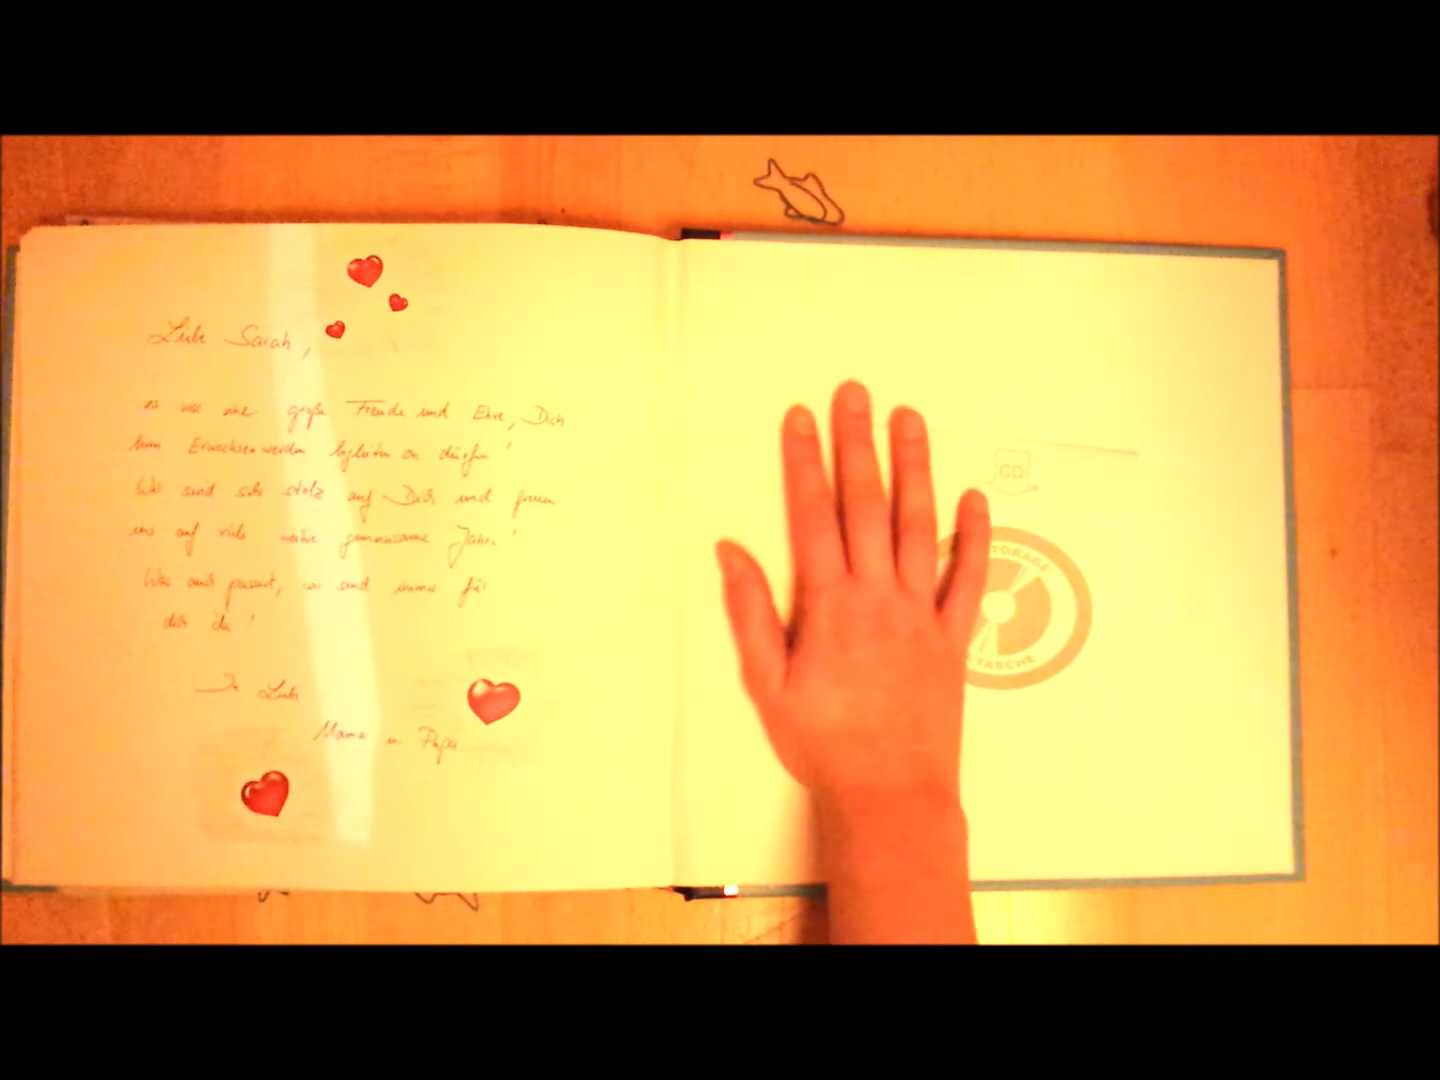 Liebe Sarah,
es war eine große Freude und Ehre, Dich
beim Erwachsenwerden begleiten zu dürfen!
Wir sind sehr stolz auf Dich und freuen
uns auf viele weitere gemeinsame Jahre!
Was auch passiert, wir sind immer für
dich da!
In Liebe
Mama u. Papa
CD
TORAGE
TASCHE